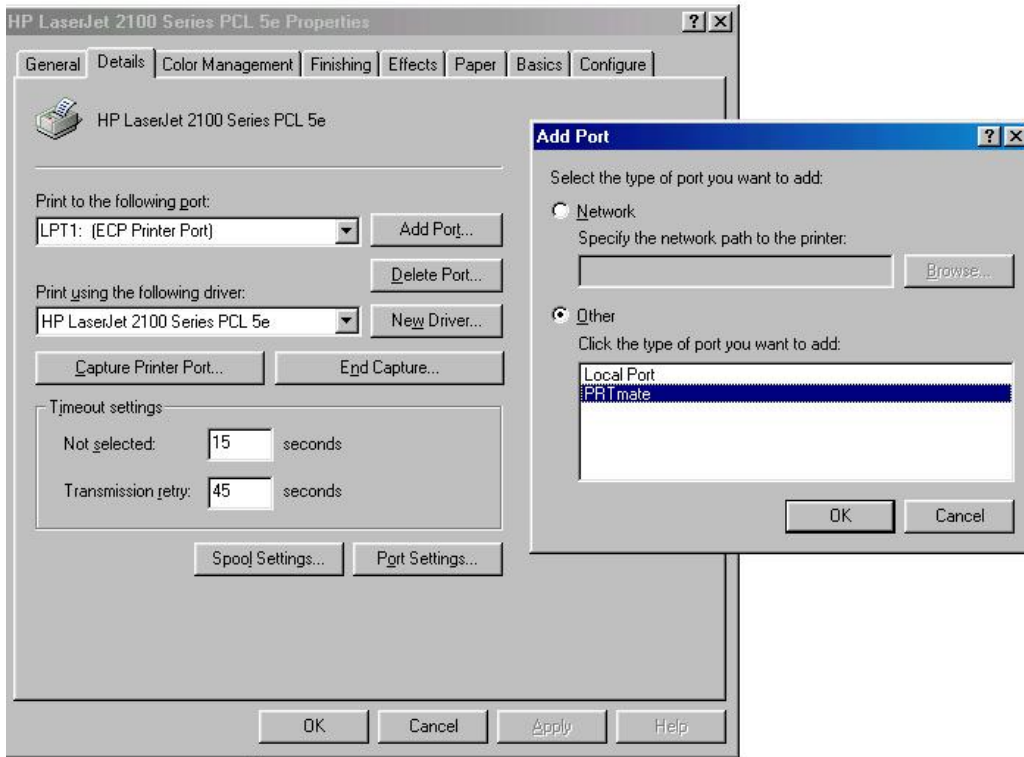 HP LaserJet 2100 Series PCL 5e Properties
General Details Color Management Finishing Effects Paper Basics Configure
HP LaserJet 2100 Series PCL 5e
Print to the following port:
LPT1: (ECP Printer Port)
Add Port...
Delete Port...
Print using the following driver:
HP LaserJet 2100 Series PCL 5e
New Driver...
Capture Printer Port...
End Capture...
Timeout settings
Not selected: 15 seconds
Transmission retry: 45 seconds
Spool Settings...
Port Settings...
OK Cancel Apply Help
Add Port
Select the type of port you want to add:
Network
Specify the network path to the printer:
Browse...
Other
Click the type of port you want to add:
Local Port
PRTmate
OK Cancel